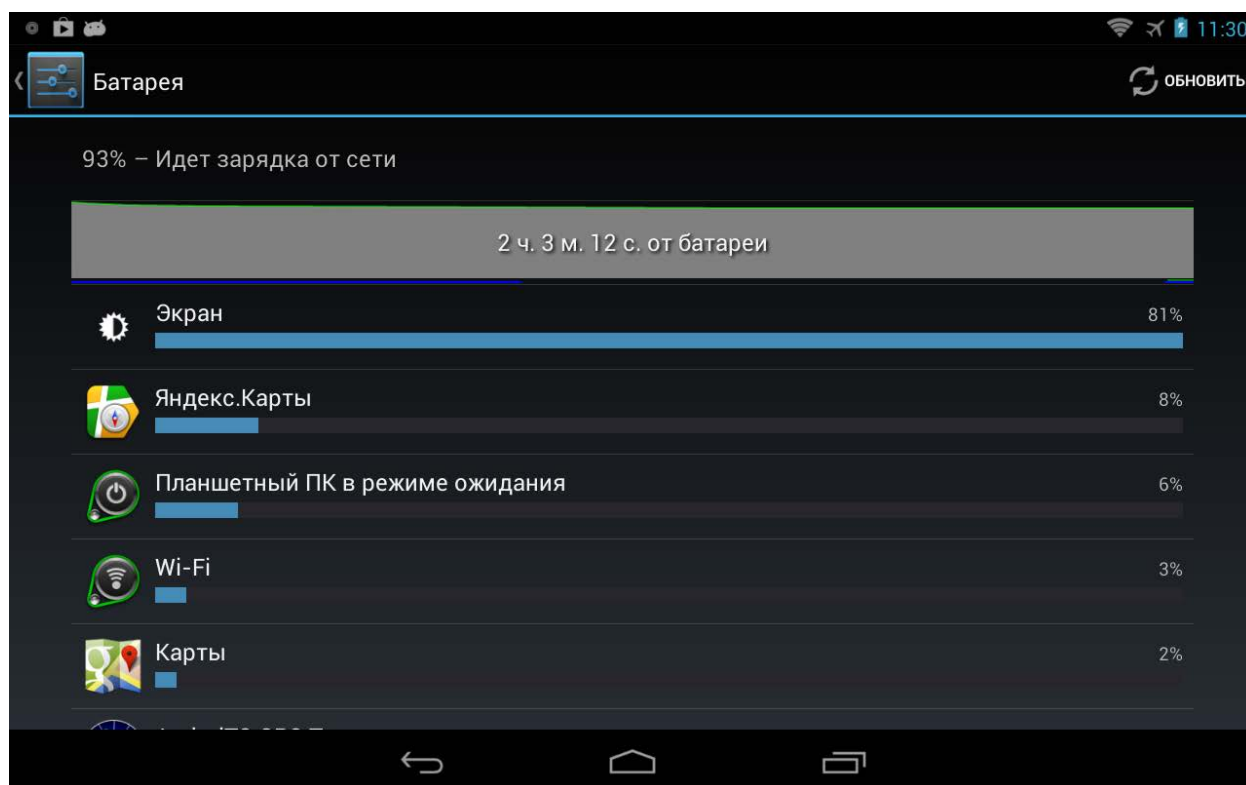 11:30
Батарея
ОБНОВИТЬ
93% – Идет зарядка от сети
2 ч. 3 м. 12 с. от батареи
Экран 81%
Яндекс.Карты 8%
Планшетный ПК в режиме ожидания 6%
Wi-Fi 3%
Карты 2%